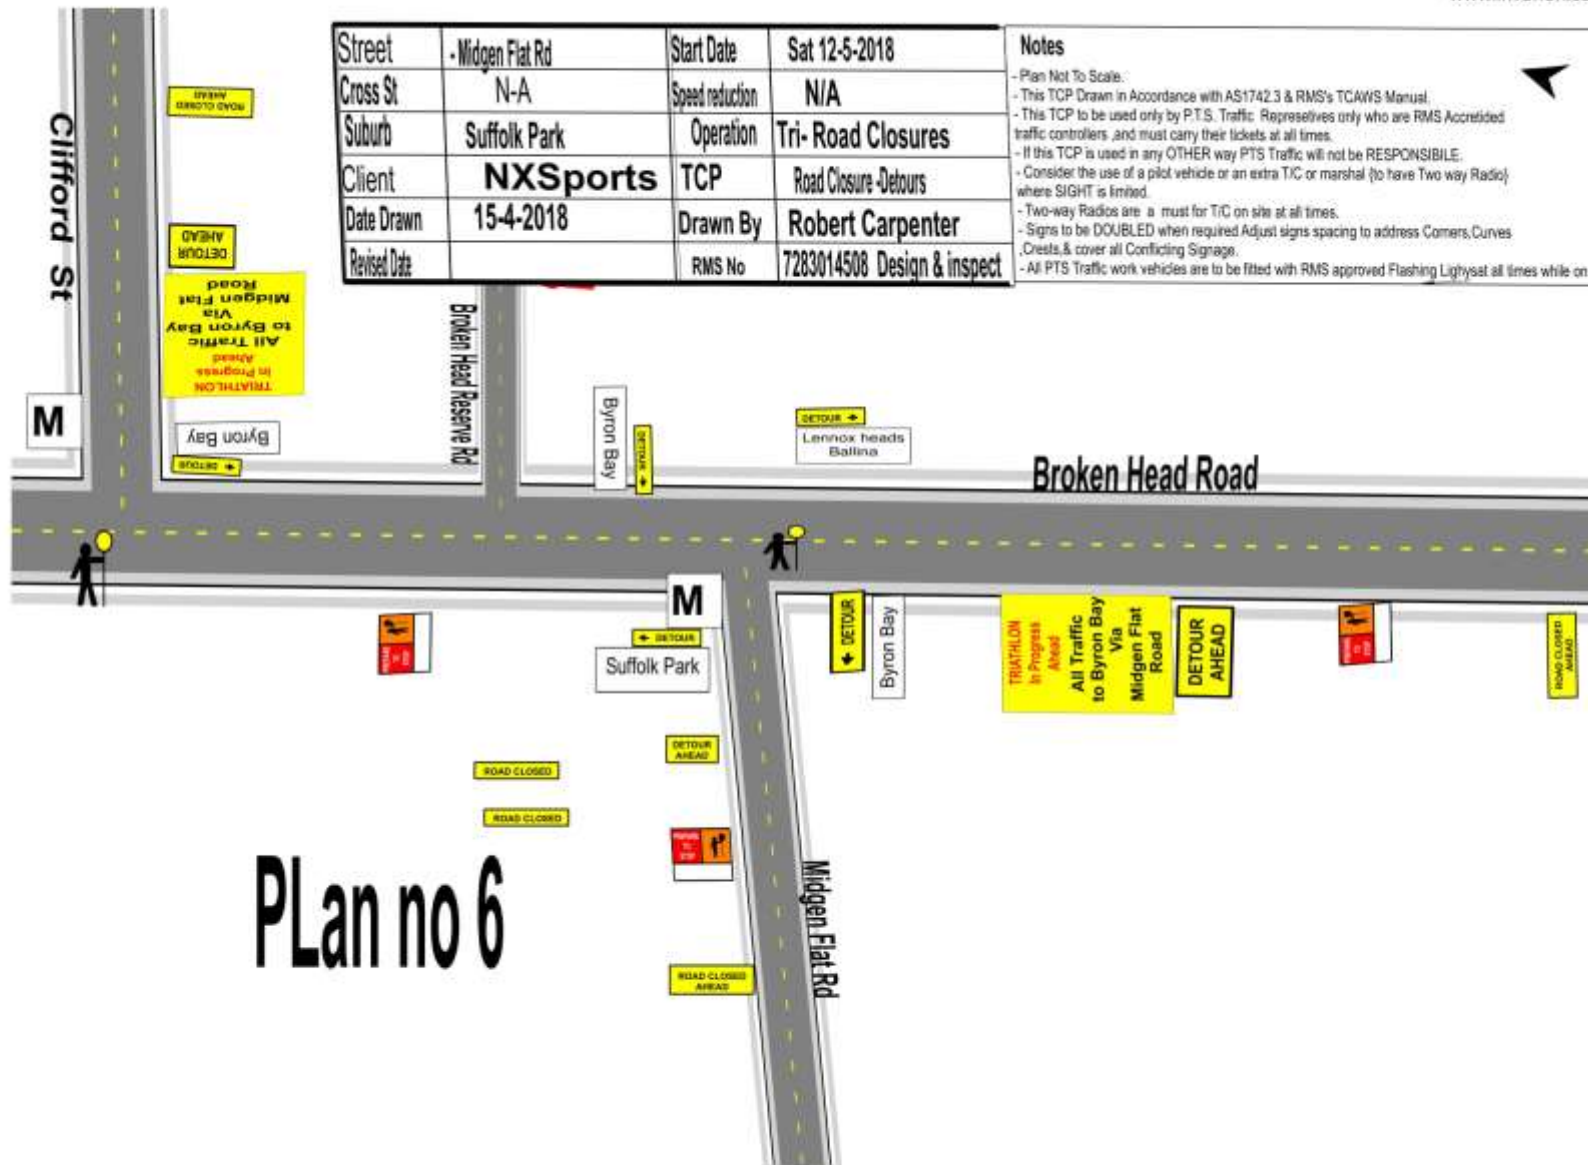 Street - Midgen Flat Rd Start Date Sat 12-5-2018
Cross St N-A Speed reduction N/A
Suburb Suffolk Park Operation Tri- Road Closures
Client NXSports TCP Road Closure -Detours
Date Drawn 15-4-2018 Drawn By Robert Carpenter
Revised Date RMS No 7283014508 Design & inspect
Notes
- Plan Not To Scale.
- This TCP Drawn in Accordance with AS1742.3 & RMS's TCAWS Manual.
- This TCP to be used only by P.T.S. Traffic Represetives only who are RMS Accretided
traffic controllers ,and must carry their tickets at all times.
- If this TCP is used in any OTHER way PTS Traffic will not be RESPONSIBILE.
- Consider the use of a pilot vehicle or an extra T/C or marshal (to have Two way Radio)
where SIGHT is limited.
- Two-way Radios are a must for T/C on site at all times.
- Signs to be DOUBLED when required Adjust signs spacing to address Corners,Curves
,Crests,& cover all Conflicting Signage.
- All PTS Traffic work vehicles are to be fitted with RMS approved Flashing Lighysat all times while on
Cliffford St
ROAD CLOSED
AHEAD
DETOUR
AHEAD
TRIATHLON
In Progress
Ahead
All Traffic
to Byron Bay
Via
Midgen Flat
Road
M
Byron Bay
DETOUR
Broken Head Reserve Rd
Byron Bay
DETOUR
DETOUR
Lennox heads
Ballina
Broken Head Road
PREPARE
TO
STOP
M
DETOUR
Suffolk Park
DETOUR
Byron Bay
TRIATHLON
In Progress
Ahead
All Traffic
to Byron Bay
Via
Midgen Flat
Road
DETOUR
AHEAD
PREPARE
TO
STOP
ROAD CLOSED
AHEAD
DETOUR
AHEAD
ROAD CLOSED
ROAD CLOSED
PREPARE
TO
STOP
PLan no 6
Midgen Flat Rd
ROAD CLOSED
AHEAD